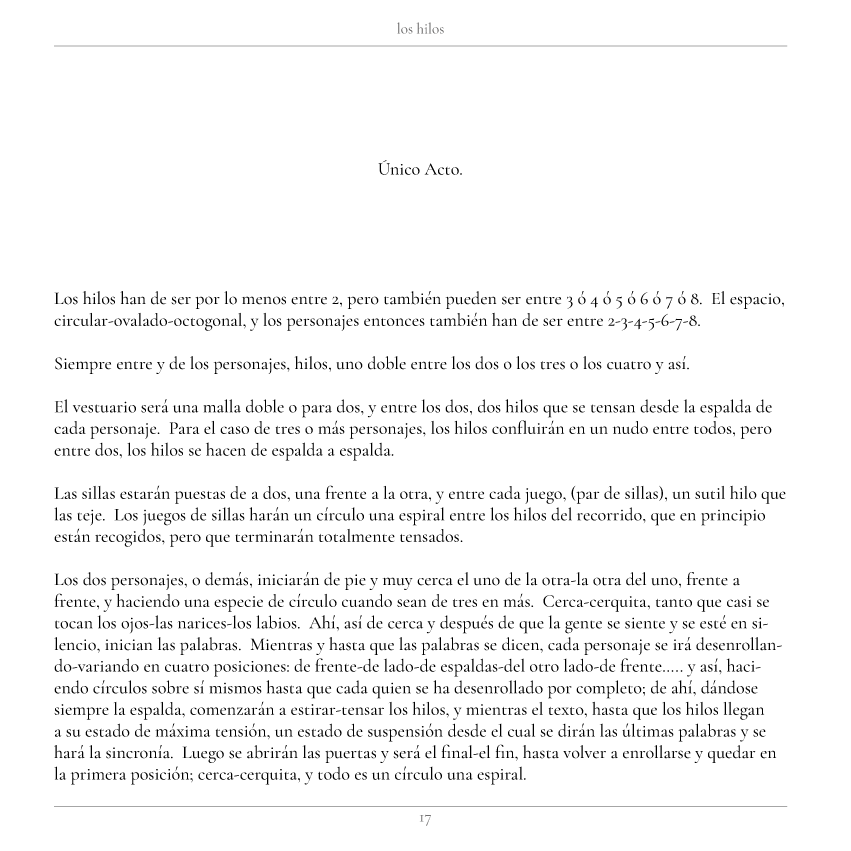 los hilos
Único Acto.
Los hilos han de ser por lo menos entre 2, pero también pueden ser entre 3 ó 4 ó 5 ó 6 ó 7 ó 8.  El espacio,
circular-ovalado-octogonal, y los personajes entonces también han de ser entre 2-3-4-5-6-7-8.
Siempre entre y de los personajes, hilos, uno doble entre los dos o los tres o los cuatro y así.
El vestuario será una malla doble o para dos, y entre los dos, dos hilos que se tensan desde la espalda de
cada personaje.  Para el caso de tres o más personajes, los hilos confluirán en un nudo entre todos, pero
entre dos, los hilos se hacen de espalda a espalda.
Las sillas estarán puestas de a dos, una frente a la otra, y entre cada juego, (par de sillas), un sutil hilo que
las teje.  Los juegos de sillas harán un círculo una espiral entre los hilos del recorrido, que en principio
están recogidos, pero que terminarán totalmente tensados.
Los dos personajes, o demás, iniciarán de pie y muy cerca el uno de la otra-la otra del uno, frente a
frente, y haciendo una especie de círculo cuando sean de tres en más.  Cerca-cerquita, tanto que casi se
tocan los ojos-las narices-los labios.  Ahí, así de cerca y después de que la gente se siente y se esté en si-
lencio, inician las palabras.  Mientras y hasta que las palabras se dicen, cada personaje se irá desenrollan-
do-variando en cuatro posiciones: de frente-de lado-de espaldas-del otro lado-de frente..... y así, haci-
endo círculos sobre sí mismos hasta que cada quien se ha desenrollado por completo; de ahí, dándose
siempre la espalda, comenzarán a estirar-tensar los hilos, y mientras el texto, hasta que los hilos llegan
a su estado de máxima tensión, un estado de suspensión desde el cual se dirán las últimas palabras y se
hará la sincronía.  Luego se abrirán las puertas y será el final-el fin, hasta volver a enrollarse y quedar en
la primera posición; cerca-cerquita, y todo es un círculo una espiral.
17